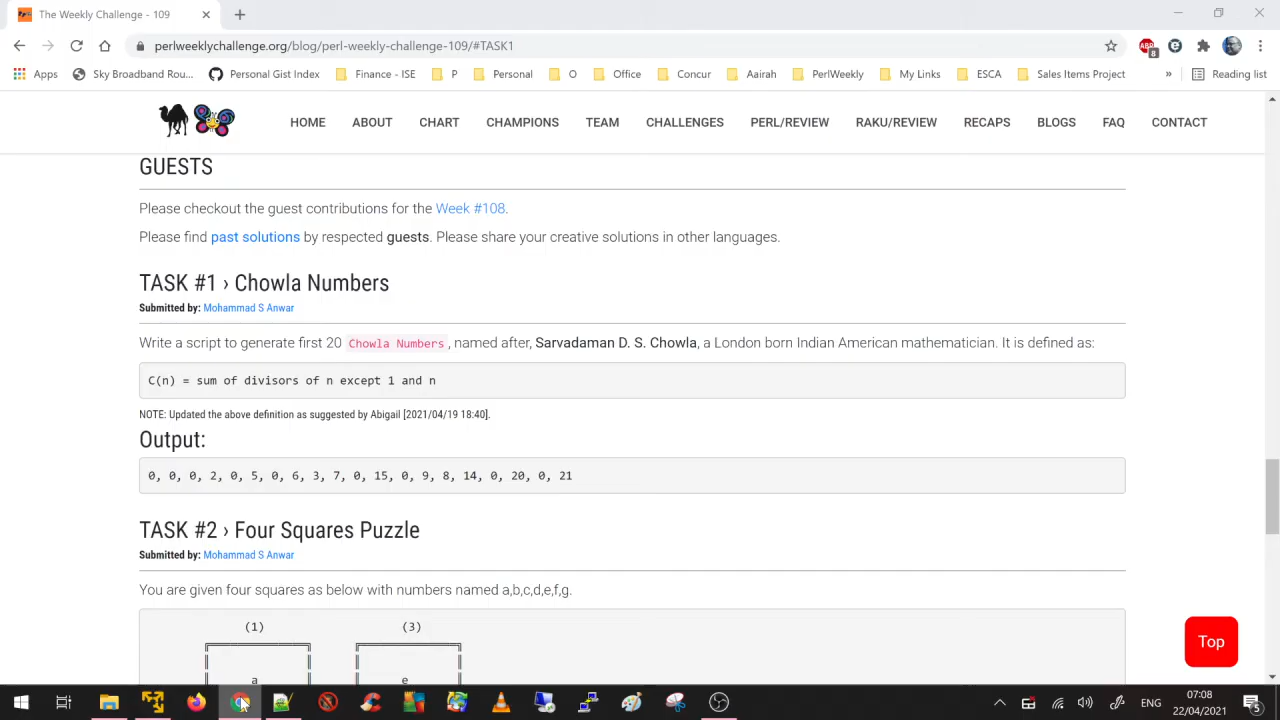 The Weekly Challenge - 109
perlweeklychallenge.org/blog/perl-weekly-challenge-109/#TASK1
ABP 8
Apps Sky Broadband Rou... Personal Gist Index Finance - ISE P Personal O Office Concur Aairah PerlWeekly My Links ESCA Sales Items Project » Reading list
HOME ABOUT CHART CHAMPIONS TEAM CHALLENGES PERL/REVIEW RAKU/REVIEW RECAPS BLOGS FAQ CONTACT
GUESTS
Please checkout the guest contributions for the Week #108.
Please find past solutions by respected guests. Please share your creative solutions in other languages.
TASK #1 › Chowla Numbers
Submitted by: Mohammad S Anwar
Write a script to generate first 20 Chowla Numbers, named after, Sarvadaman D. S. Chowla, a London born Indian American mathematician. It is defined as:
C(n) = sum of divisors of n except 1 and n
NOTE: Updated the above definition as suggested by Abigail [2021/04/19 18:40].
Output:
0, 0, 0, 2, 0, 5, 0, 6, 3, 7, 0, 15, 0, 9, 8, 14, 0, 20, 0, 21
TASK #2 › Four Squares Puzzle
Submitted by: Mohammad S Anwar
You are given four squares as below with numbers named a,b,c,d,e,f,g.
(1) (3)
a e
Top
ENG
07:08
22/04/2021
5